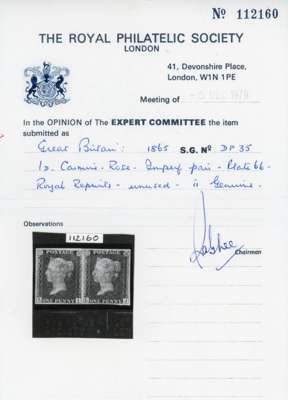 Nº 112160
THE ROYAL PHILATELIC SOCIETY
LONDON
41, Devonshire Place,
London, W1N 1PE
Meeting of
In the OPINION of The EXPERT COMMITTEE the item
submitted as
Great Britain: 1865 S.G. Nº DP35
1d. Carmine-Rose - Imperf pair - Plate 66 -
Royal Reprints - unused - is Genuine.
Observations
Chairman
112160
POSTAGE POSTAGE
ONE PENNY ONE PENNY